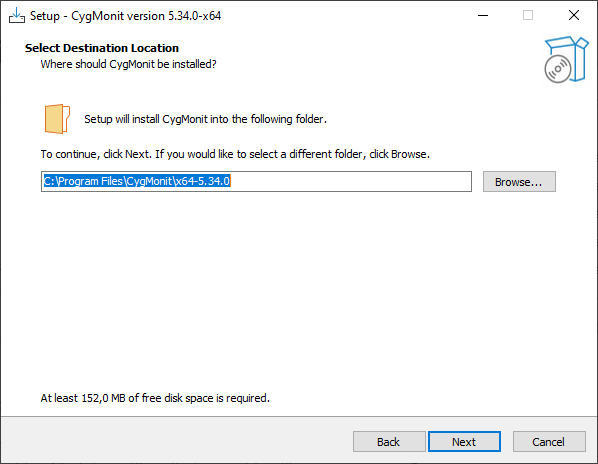 Setup - CygMonit version 5.34.0-x64
Select Destination Location
Where should CygMonit be installed?
Setup will install CygMonit into the following folder.
To continue, click Next. If you would like to select a different folder, click Browse.
C:\Program Files\CygMonit\x64-5.34.0
Browse...
At least 152,0 MB of free disk space is required.
Back
Next
Cancel